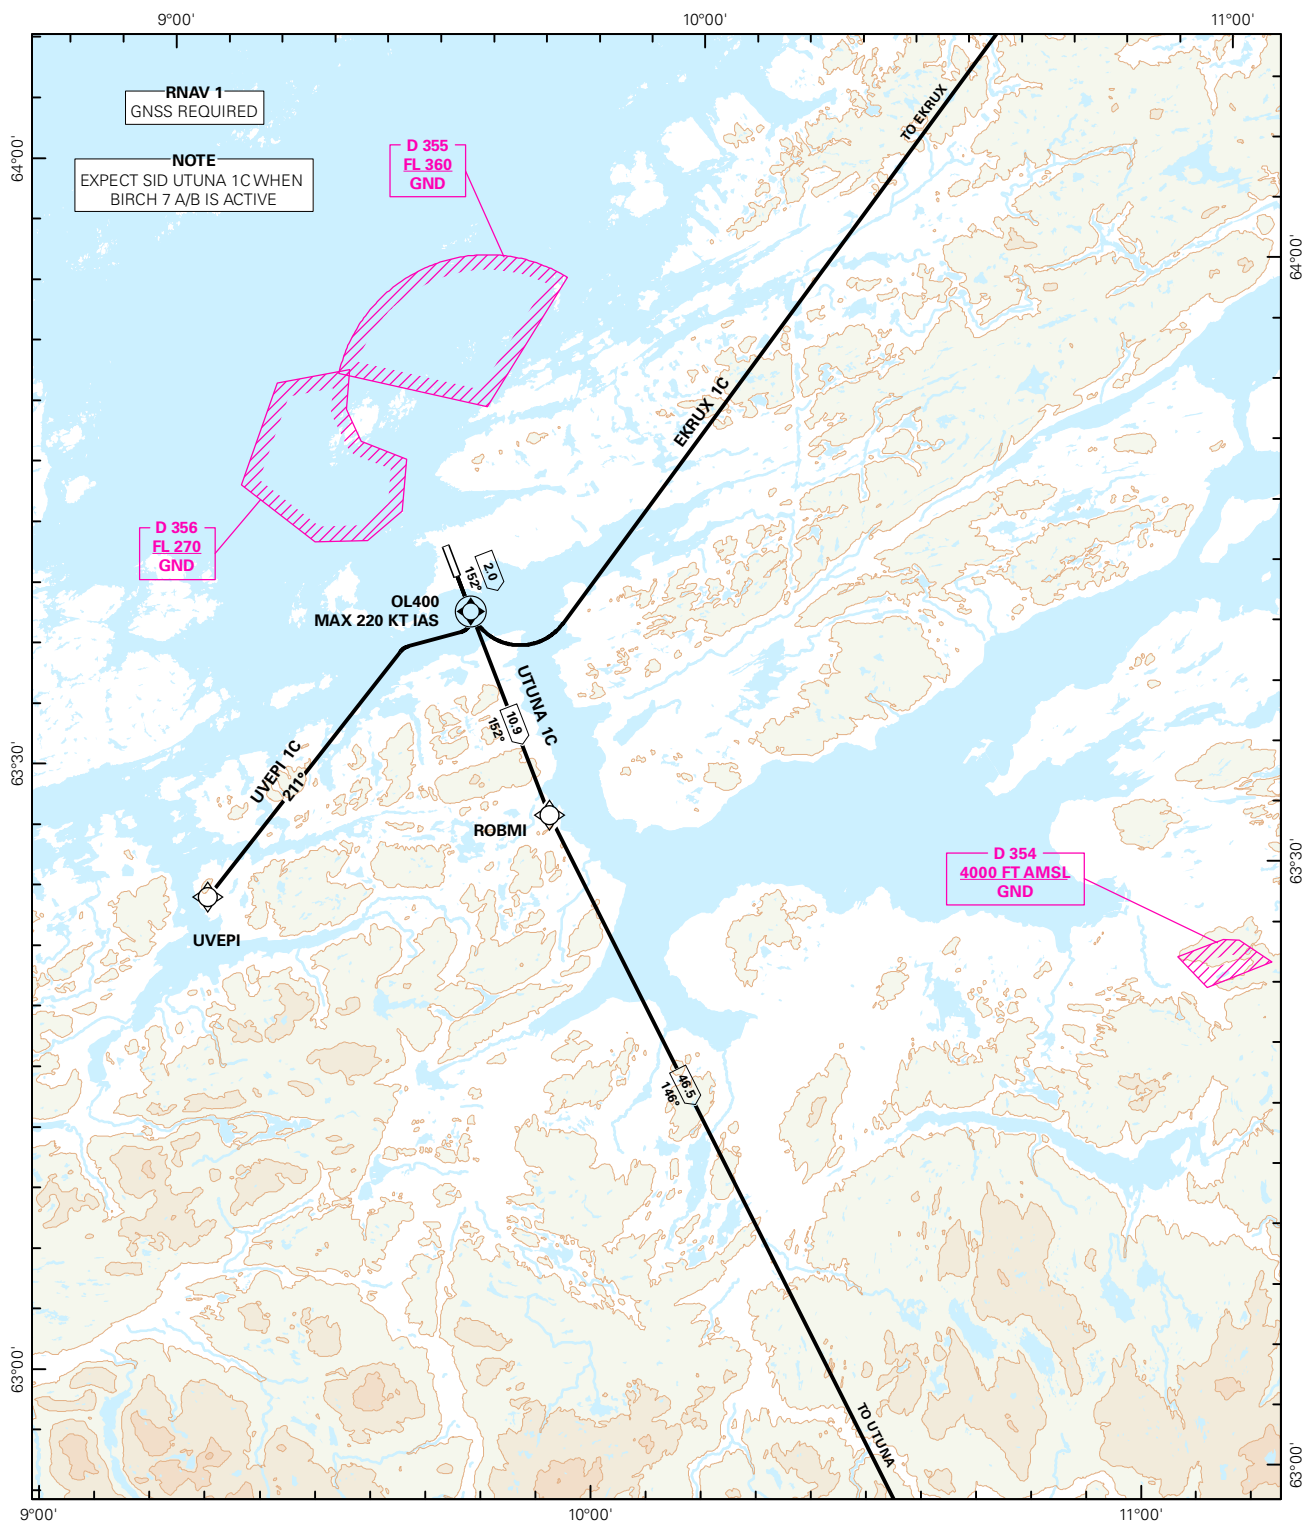 9°00'
10°00'
11°00'
64°00'
RNAV 1
GNSS REQUIRED
NOTE
EXPECT SID UTUNA 1C WHEN
BIRCH 7 A/B IS ACTIVE
D 355
FL 360
GND
TO EKRUX
64°00'
EKRUX 1C
D 356
FL 270
GND
2.0
152°
OL400
MAX 220 KT IAS
UTUNA 1C
10.9
152°
UVEPI 1C
211°
63°30'
ROBMI
D 354
4000 FT AMSL
GND
63°30'
UVEPI
46.5
146°
63°00'
TO UTUNA
63°00'
9°00'
10°00'
11°00'